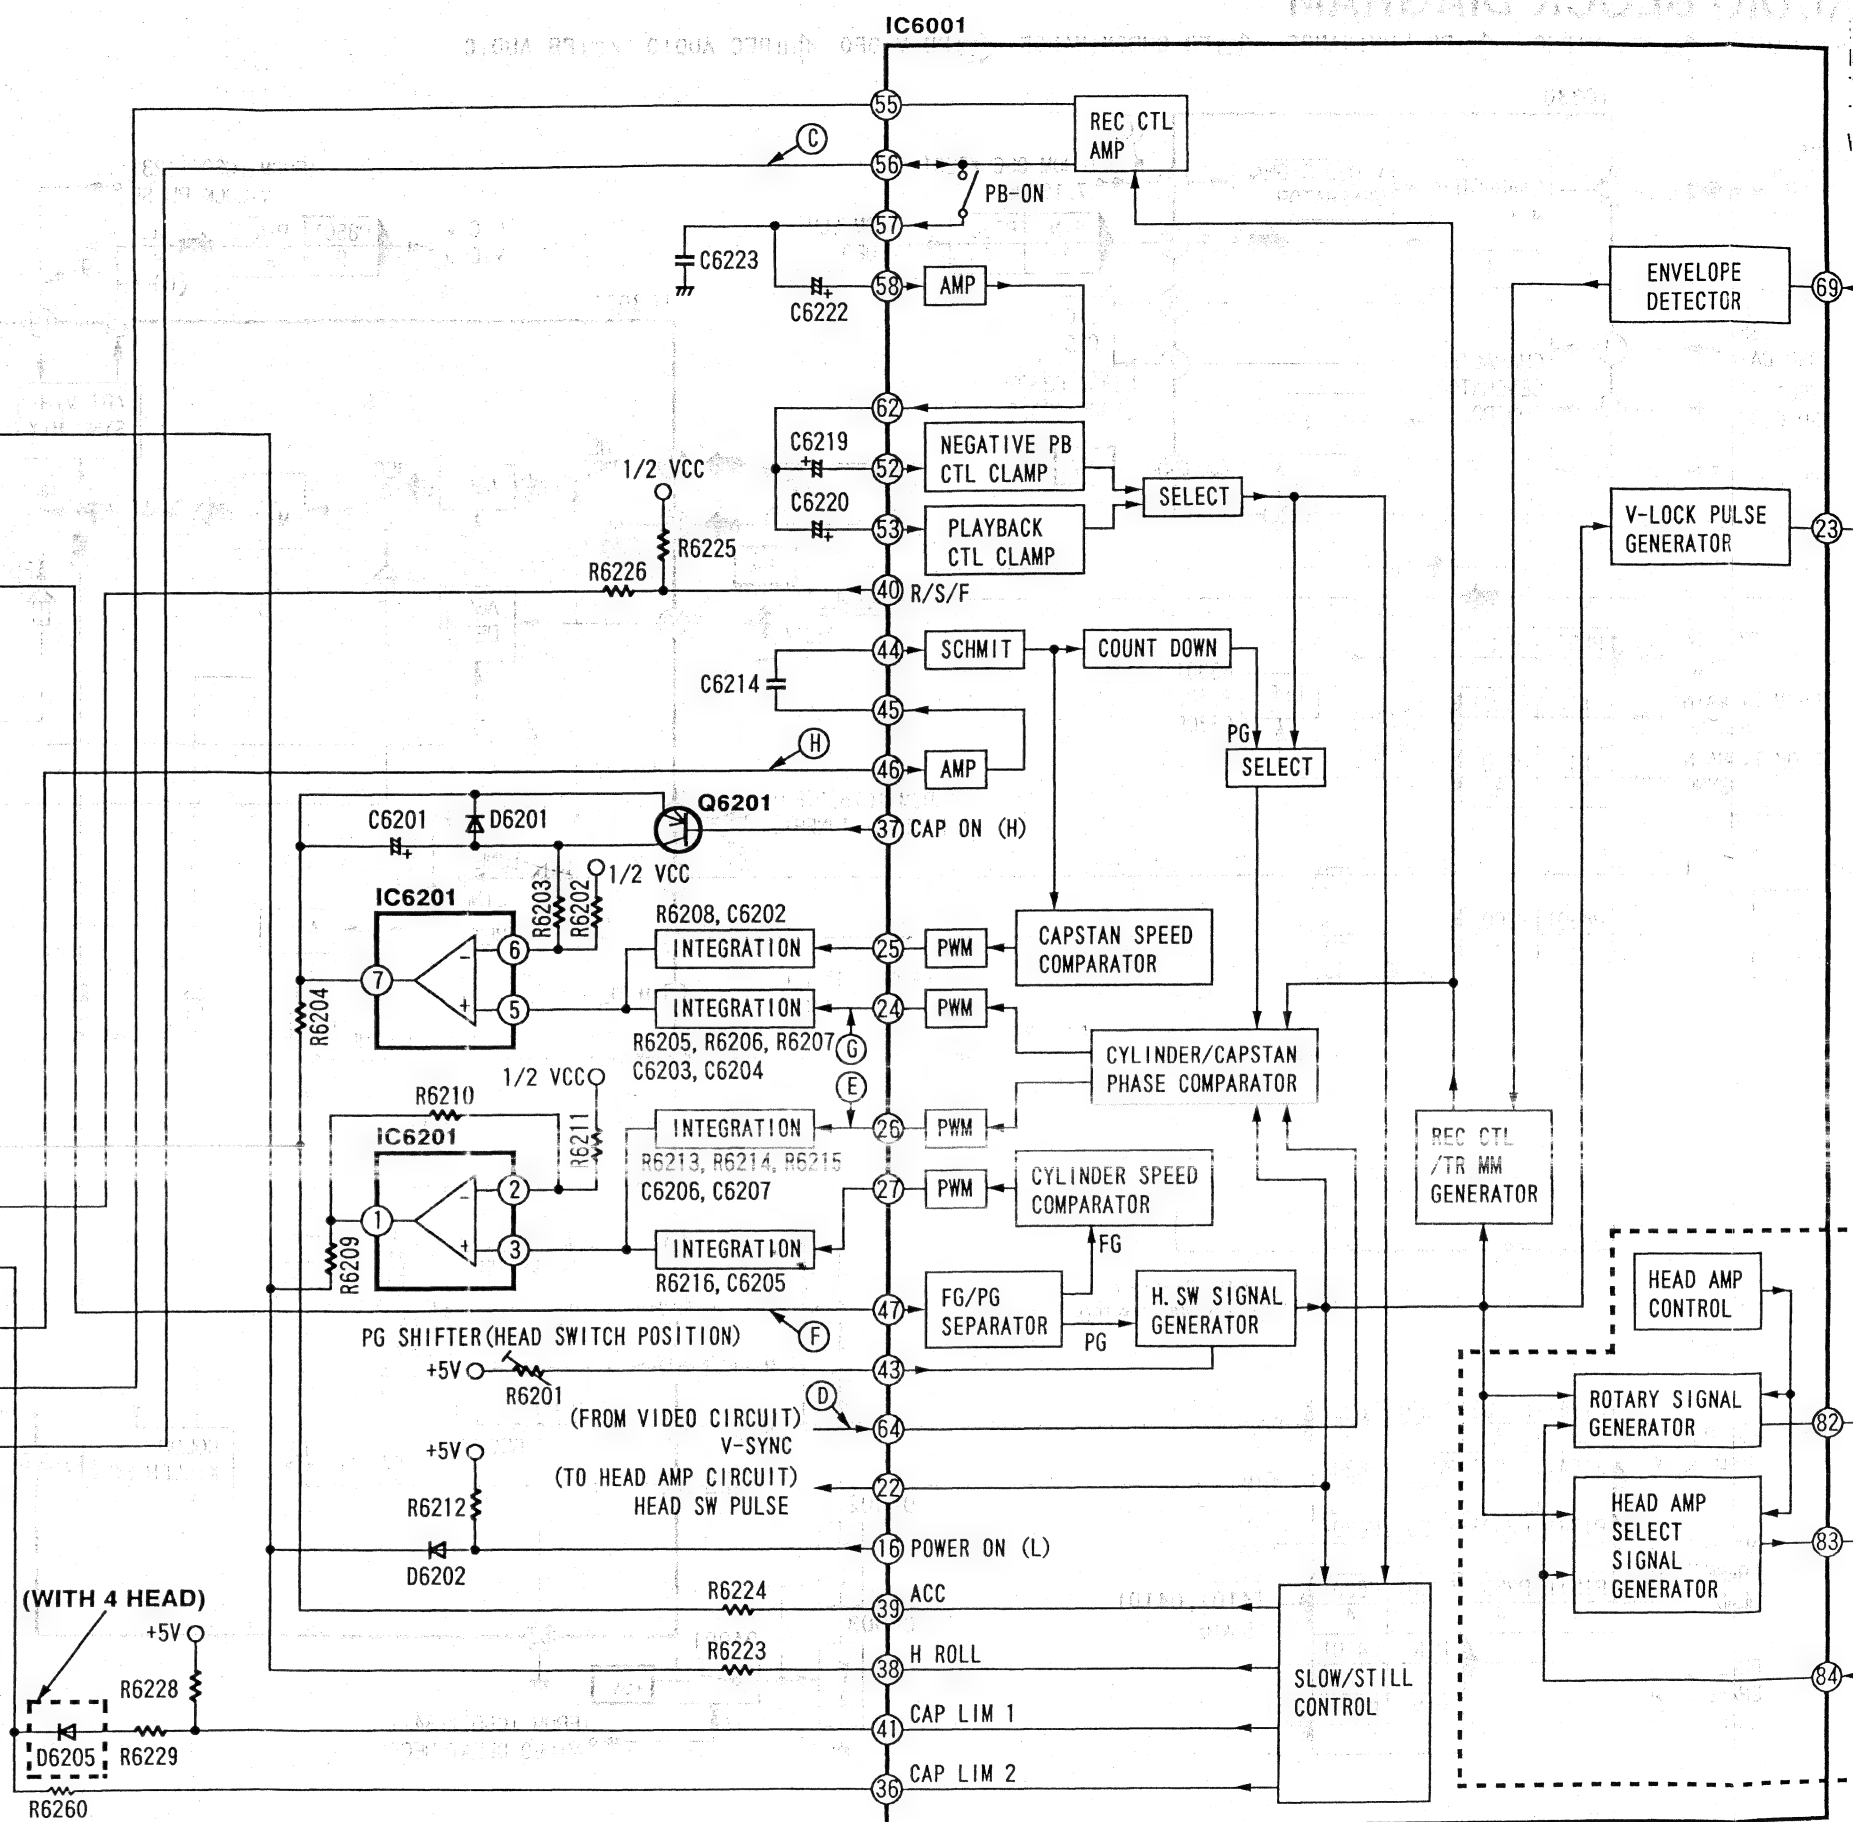 IC6001
55
REC CTL
AMP
C
56
PB-ON
57
C6223
58
AMP
C6222
ENVELOPE
DETECTOR
69
62
C6219
52
NEGATIVE PB
CTL CLAMP
1/2 VCC
SELECT
C6220
53
PLAYBACK
CTL CLAMP
V-LOCK PULSE
GENERATOR
23
R6225
R6226
40
R/S/F
44
SCHMIT
COUNT DOWN
C6214
45
PG
H
46
AMP
SELECT
Q6201
C6201
D6201
37
CAP ON (H)
1/2 VCC
IC6201
R6203
R6202
R6208, C6202
6
INTEGRATION
25
PWM
CAPSTAN SPEED
COMPARATOR
7
−
+
5
INTEGRATION
24
PWM
R6204
R6205, R6206, R6207
C6203, C6204
G
CYLINDER/CAPSTAN
PHASE COMPARATOR
1/2 VCC
E
R6210
IC6201
R6211
INTEGRATION
26
PWM
REC CTL
/TR MM
GENERATOR
R6213, R6214, R6215
C6206, C6207
2
27
PWM
CYLINDER SPEED
COMPARATOR
1
−
+
3
INTEGRATION
FG
R6209
R6216, C6205
47
FG/PG
SEPARATOR
H.SW SIGNAL
GENERATOR
HEAD AMP
CONTROL
PG SHIFTER(HEAD SWITCH POSITION)
F
PG
+5V
R6201
43
D
(FROM VIDEO CIRCUIT)
V-SYNC
64
ROTARY SIGNAL
GENERATOR
82
+5V
(TO HEAD AMP CIRCUIT)
HEAD SW PULSE
22
R6212
HEAD AMP
SELECT
SIGNAL
GENERATOR
83
16
POWER ON (L)
D6202
(WITH 4 HEAD)
R6224
39
ACC
+5V
R6223
38
H ROLL
SLOW/STILL
CONTROL
84
R6228
41
CAP LIM 1
D6205
R6229
36
CAP LIM 2
R6260